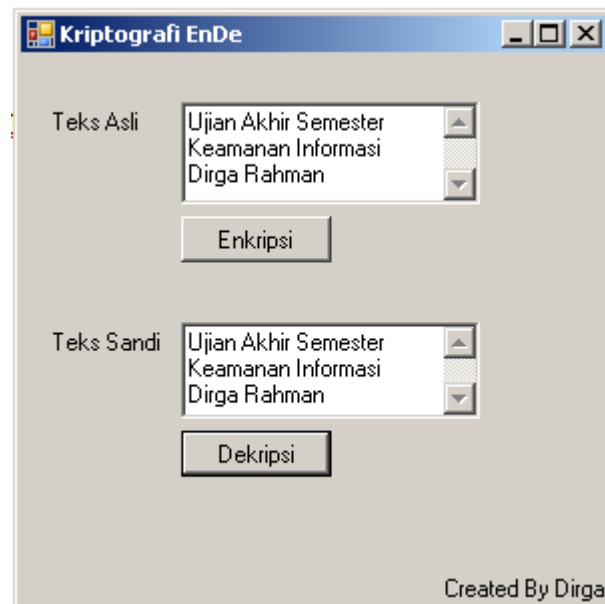 Kriptografi EnDe
Teks Asli
Ujian Akhir Semester
Keamanan Informasi
Dirga Rahman
Enkripsi
Teks Sandi
Ujian Akhir Semester
Keamanan Informasi
Dirga Rahman
Dekripsi
Created By Dirga